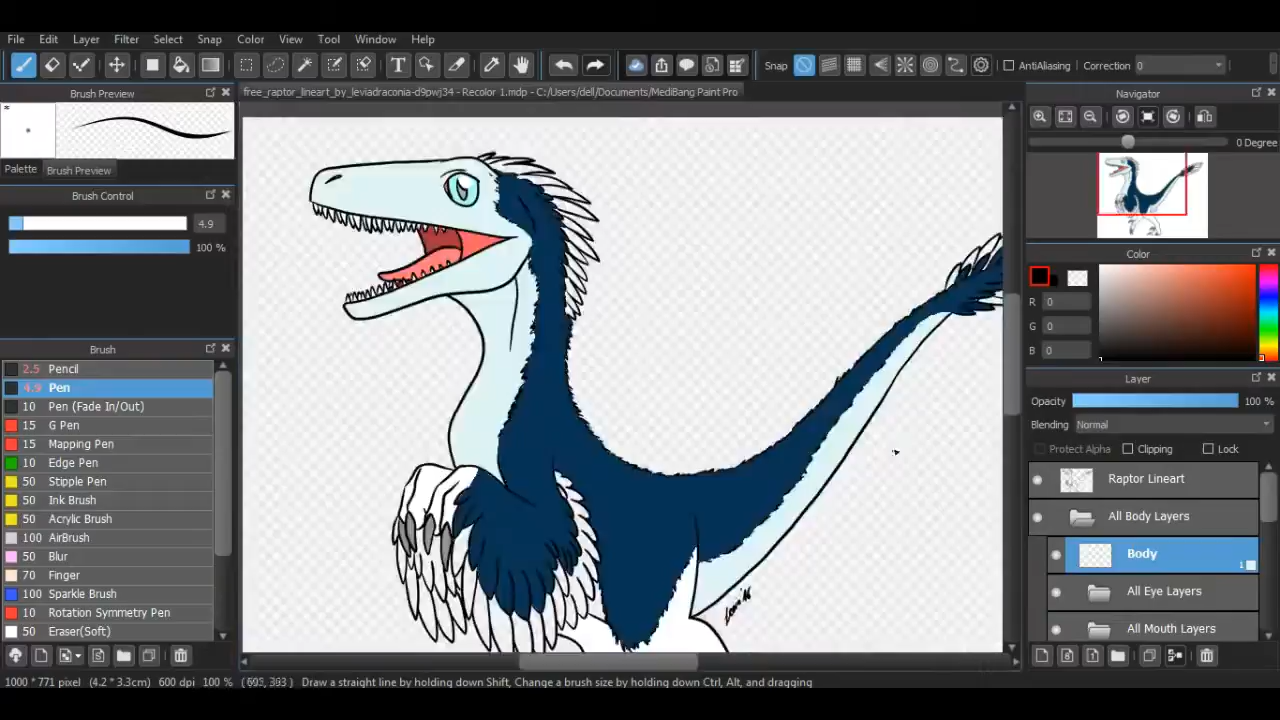 File Edit Layer Filter Select Snap Color View Tool Window Help
T Snap AntiAliasing Correction 0
Brush Preview
free_raptor_lineart_by_leviadraconia-d9pwj34 - Recolor 1.mdp - C:/Users/dell/Documents/MediBang Paint Pro
Navigator
*
0 Degree
Palette Brush Preview
Brush Control
4.9
100 %
Color
R 0
G 0
B 0
Brush
2.5 Pencil
4.9 Pen
10 Pen (Fade In/Out)
15 G Pen
15 Mapping Pen
10 Edge Pen
50 Stipple Pen
50 Ink Brush
50 Acrylic Brush
100 AirBrush
50 Blur
70 Finger
100 Sparkle Brush
10 Rotation Symmetry Pen
50 Eraser(Soft)
Layer
Opacity 100 %
Blending Normal
Protect Alpha Clipping Lock
Raptor Lineart
All Body Layers
Body
1
All Eye Layers
All Mouth Layers
1000 * 771 pixel (4.2 * 3.3cm) 600 dpi 100 % Draw a straight line by holding down Shift, Change a brush size by holding down Ctrl, Alt, and dragging